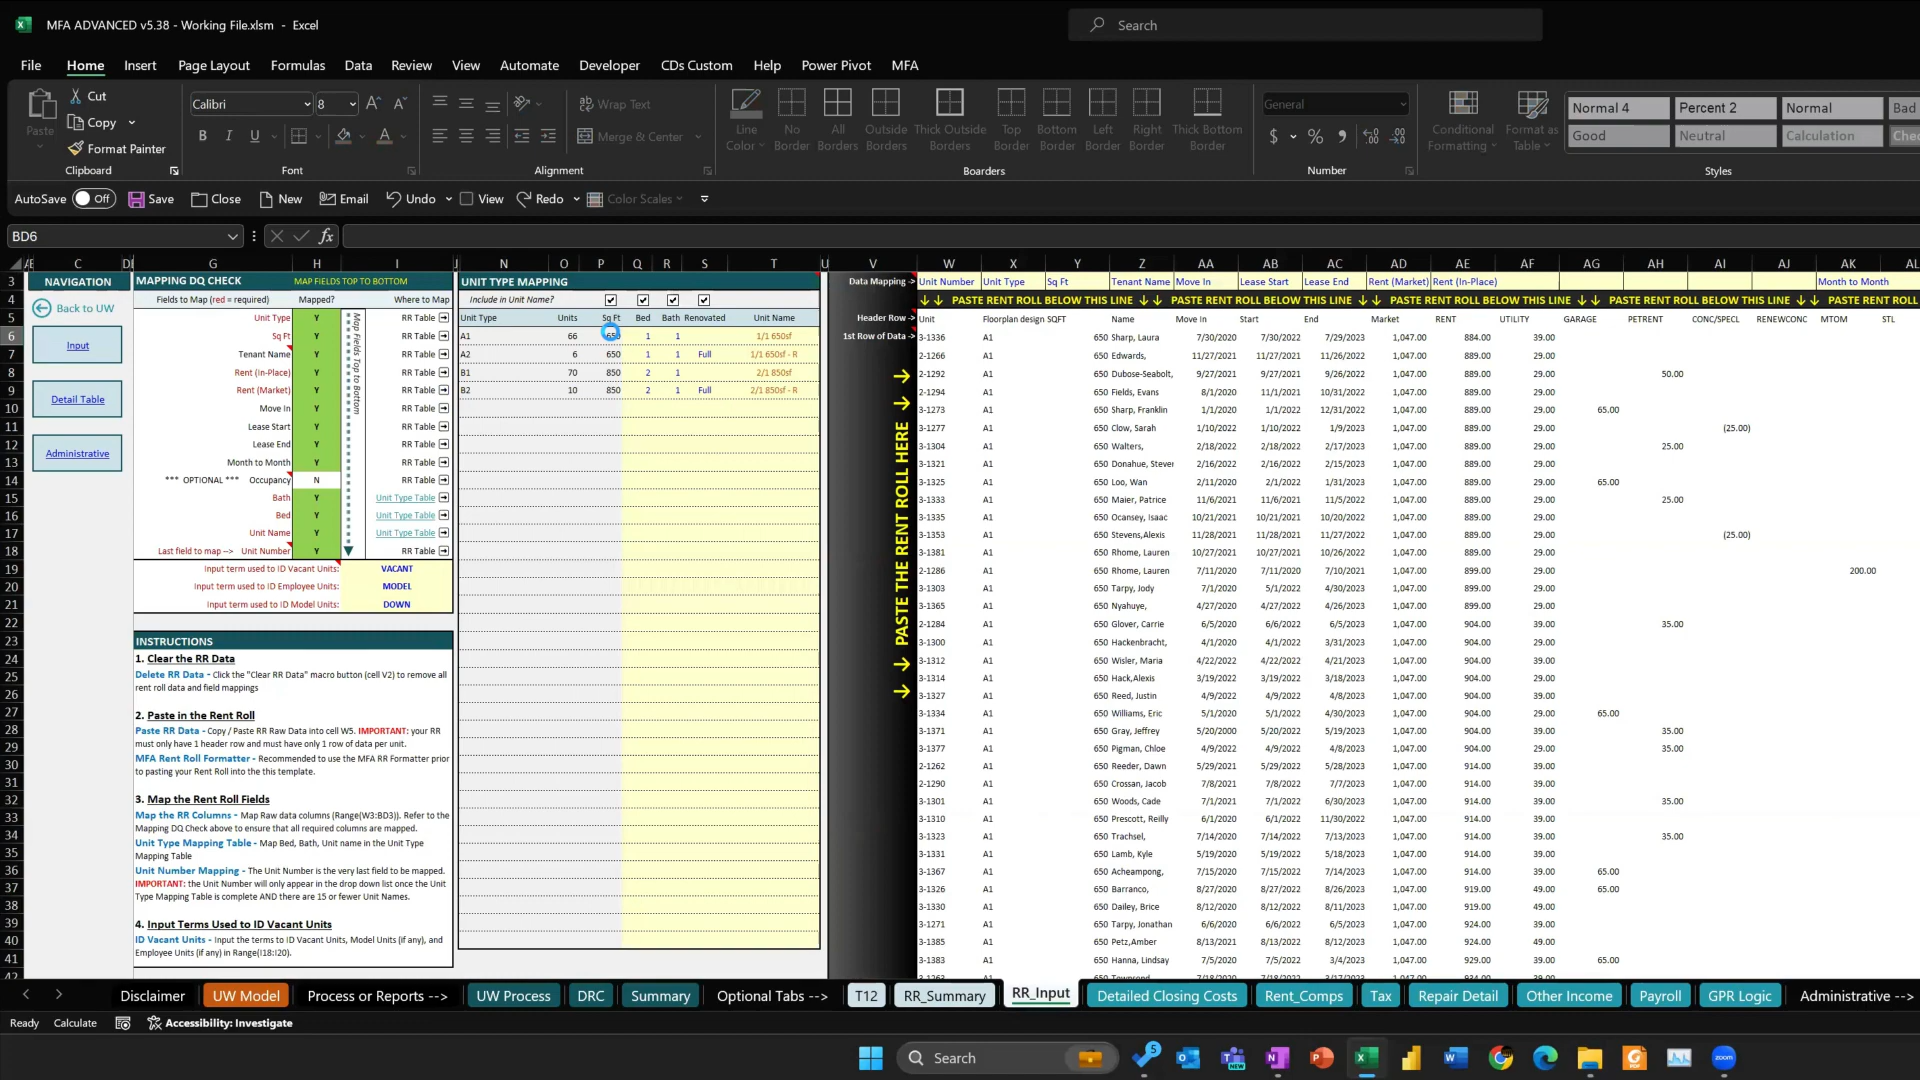 MFA ADVANCED v5.38 - Working File.xlsm - Excel
Search
File Home Insert Page Layout Formulas Data Review View Automate Developer CDs Custom Help Power Pivot MFA
Paste Cut Copy Format Painter Clipboard
Calibri 8 B I U Font
Wrap Text Merge & Center Alignment
Line Color No Border All Borders Outside Borders Thick Outside Borders Top Border Bottom Border Left Border Right Border Thick Bottom Border Boarders
General $ % Number
Conditional Formatting Format as Table
Normal 4 Percent 2 Normal Bad
Good Neutral Calculation Chec
Styles
AutoSave Off Save Close New Email Undo View Redo Color Scales
BD6 fx
C G H I N O P Q R S T U V W X Y Z AA AB AC AD AE AF AG AH AI AJ AK AL
NAVIGATION
Back to UW
Input
Detail Table
Administrative
MAPPING DQ CHECK MAP FIELDS TOP TO BOTTOM
Fields to Map (red = required) Mapped? Where to Map
Unit Type Y RR Table
Sq Ft Y RR Table
Tenant Name Y RR Table
Rent (In-Place) Y RR Table
Rent (Market) Y RR Table
Move In Y RR Table
Lease Start Y RR Table
Lease End Y RR Table
Month to Month Y RR Table
*** OPTIONAL *** Occupancy N RR Table
Bath Y Unit Type Table
Bed Y Unit Type Table
Unit Name Y Unit Type Table
Last field to map --> Unit Number Y RR Table
Map Fields Top to Bottom
Input term used to ID Vacant Units: VACANT
Input term used to ID Employee Units: MODEL
Input term used to ID Model Units: DOWN
INSTRUCTIONS
1. Clear the RR Data
Delete RR Data - Click the "Clear RR Data" macro button (cell V2) to remove all
rent roll data and field mappings
2. Paste in the Rent Roll
Paste RR Data - Copy / Paste RR Raw Data into cell W5. IMPORTANT: your RR
must only have 1 header row and must have only 1 row of data per unit.
MFA Rent Roll Formatter - Recommended to use the MFA RR Formatter prior
to pasting your Rent Roll into the this template.
3. Map the Rent Roll Fields
Map the RR Columns - Map Raw data columns (Range(W3:BD3)). Refer to the
Mapping DQ Check above to ensure that all required columns are mapped.
Unit Type Mapping Table - Map Bed, Bath, Unit name in the Unit Type
Mapping Table
Unit Number Mapping - The Unit Number is the very last field to be mapped.
IMPORTANT: the Unit Number will only appear in the drop down list once the Unit
Type Mapping Table is complete AND there are 15 or fewer Unit Names.
4. Input Terms Used to ID Vacant Units
ID Vacant Units - Input the terms to ID Vacant Units, Model Units (if any), and
Employee Units (if any) in Range(I18:I20).
UNIT TYPE MAPPING
Include in Unit Name?
Unit Type Units Sq Ft Bed Bath Renovated Unit Name
A1 66 650 1 1 1/1 650sf
A2 6 650 1 1 Full 1/1 650sf - R
B1 70 850 2 1 2/1 850sf
B2 10 850 2 1 Full 2/1 850sf - R
Data Mapping -> Unit Number Unit Type Sq Ft Tenant Name Move In Lease Start Lease End Rent (Market) Rent (In-Place) Month to Month
↓ ↓ PASTE RENT ROLL BELOW THIS LINE ↓ ↓ PASTE RENT ROLL BELOW THIS LINE ↓ ↓ PASTE RENT ROLL BELOW THIS LINE ↓ ↓ PASTE RENT ROLL BELOW THIS LINE ↓ ↓ PASTE ROLL
Header Row-> Unit Floorplan design SQFT Name Move In Start End Market RENT UTILITY GARAGE PETRENT CONC/SPECL RENEWCONC MTOM STL
1st Row of Data->
→ → PASTE THE RENT ROLL HERE → →
3-1336 A1 650 Sharp, Laura 7/30/2020 7/30/2022 7/29/2023 1,047.00 884.00 39.00
2-1266 A1 650 Edwards, 11/27/2021 11/27/2021 11/26/2022 1,047.00 889.00 29.00
2-1292 A1 650 Dubose-Seabolt, 9/27/2021 9/27/2021 9/26/2022 1,047.00 889.00 29.00 50.00
2-1294 A1 650 Fields, Evans 8/1/2020 11/1/2021 10/31/2022 1,047.00 889.00 29.00
3-1273 A1 650 Sharp, Franklin 1/1/2020 1/1/2022 12/31/2022 1,047.00 889.00 29.00 65.00
3-1277 A1 650 Clow, Sarah 1/10/2022 1/10/2022 1/9/2023 1,047.00 889.00 29.00 (25.00)
3-1304 A1 650 Walters, 2/18/2022 2/18/2022 2/17/2023 1,047.00 889.00 29.00 25.00
3-1321 A1 650 Donahue, Steven 2/16/2022 2/16/2022 2/15/2023 1,047.00 889.00 29.00
3-1325 A1 650 Loo, Wan 2/11/2020 2/1/2022 1/31/2023 1,047.00 889.00 29.00 65.00
3-1333 A1 650 Maier, Patrice 11/6/2021 11/6/2021 11/5/2022 1,047.00 889.00 29.00 25.00
3-1335 A1 650 Ocansey, Isaac 10/21/2021 10/21/2021 10/20/2022 1,047.00 889.00 29.00
3-1353 A1 650 Stevens,Alexis 11/28/2021 11/28/2021 11/27/2022 1,047.00 889.00 29.00 (25.00)
3-1381 A1 650 Rhome, Lauren 10/27/2021 10/27/2021 10/26/2022 1,047.00 889.00 29.00
2-1286 A1 650 Rhome, Lauren 7/11/2020 7/11/2020 7/10/2021 1,047.00 899.00 29.00 200.00
3-1303 A1 650 Tarpy, Jody 7/1/2020 5/1/2022 4/30/2023 1,047.00 899.00 29.00
3-1365 A1 650 Nyahuye, 4/27/2020 4/27/2022 4/26/2023 1,047.00 899.00 29.00
2-1284 A1 650 Glover, Carrie 6/5/2020 6/6/2022 6/5/2023 1,047.00 904.00 39.00 35.00
3-1300 A1 650 Hackenbracht, 4/1/2020 4/1/2022 3/31/2023 1,047.00 904.00 29.00
3-1312 A1 650 Wisler, Maria 4/22/2022 4/22/2022 4/21/2023 1,047.00 904.00 39.00
3-1314 A1 650 Hack,Alexis 3/19/2022 3/19/2022 3/18/2023 1,047.00 904.00 29.00
3-1327 A1 650 Reed, Justin 4/9/2022 4/9/2022 4/8/2023 1,047.00 904.00 39.00
3-1334 A1 650 Williams, Eric 5/1/2020 5/1/2022 4/30/2023 1,047.00 904.00 29.00 65.00
3-1371 A1 650 Gray, Jeffrey 5/20/2000 5/20/2022 5/19/2023 1,047.00 904.00 39.00 35.00
3-1377 A1 650 Pigman, Chloe 4/9/2022 4/9/2022 4/8/2023 1,047.00 904.00 29.00 35.00
2-1262 A1 650 Reeder, Dawn 5/29/2021 5/29/2022 5/28/2023 1,047.00 914.00 39.00
2-1290 A1 650 Crossan, Jacob 7/8/2021 7/8/2022 7/7/2023 1,047.00 914.00 39.00
3-1301 A1 650 Woods, Cade 7/1/2021 7/1/2022 6/30/2023 1,047.00 914.00 39.00 35.00
3-1310 A1 650 Prescott, Reilly 6/1/2020 6/1/2022 11/30/2022 1,047.00 914.00 39.00
3-1323 A1 650 Trachsel, 7/14/2020 7/14/2022 7/13/2023 1,047.00 914.00 39.00 35.00
3-1331 A1 650 Lamb, Kyle 5/19/2020 5/19/2022 5/18/2023 1,047.00 914.00 39.00
3-1367 A1 650 Acheampong, 7/15/2020 7/15/2022 7/14/2023 1,047.00 914.00 39.00 65.00
3-1326 A1 650 Barranco, 8/27/2020 8/27/2022 8/26/2023 1,047.00 919.00 49.00 65.00
3-1330 A1 650 Dailey, Brice 8/12/2020 8/12/2022 8/11/2023 1,047.00 919.00 49.00
3-1271 A1 650 Tarpy, Jonathan 6/6/2020 6/6/2022 6/5/2023 1,047.00 924.00 39.00
3-1385 A1 650 Petz,Amber 8/13/2021 8/13/2022 8/12/2023 1,047.00 924.00 49.00
3-1383 A1 650 Hanna, Lindsay 7/5/2020 7/5/2022 3/4/2023 1,047.00 929.00 39.00 65.00
Disclaimer UW Model Process or Reports --> UW Process DRC Summary Optional Tabs --> T12 RR_Summary RR_Input Detailed Closing Costs Rent_Comps Tax Repair Detail Other Income Payroll GPR Logic Administrative -->
Ready Calculate Accessibility: Investigate
Search 5 NEW zoom